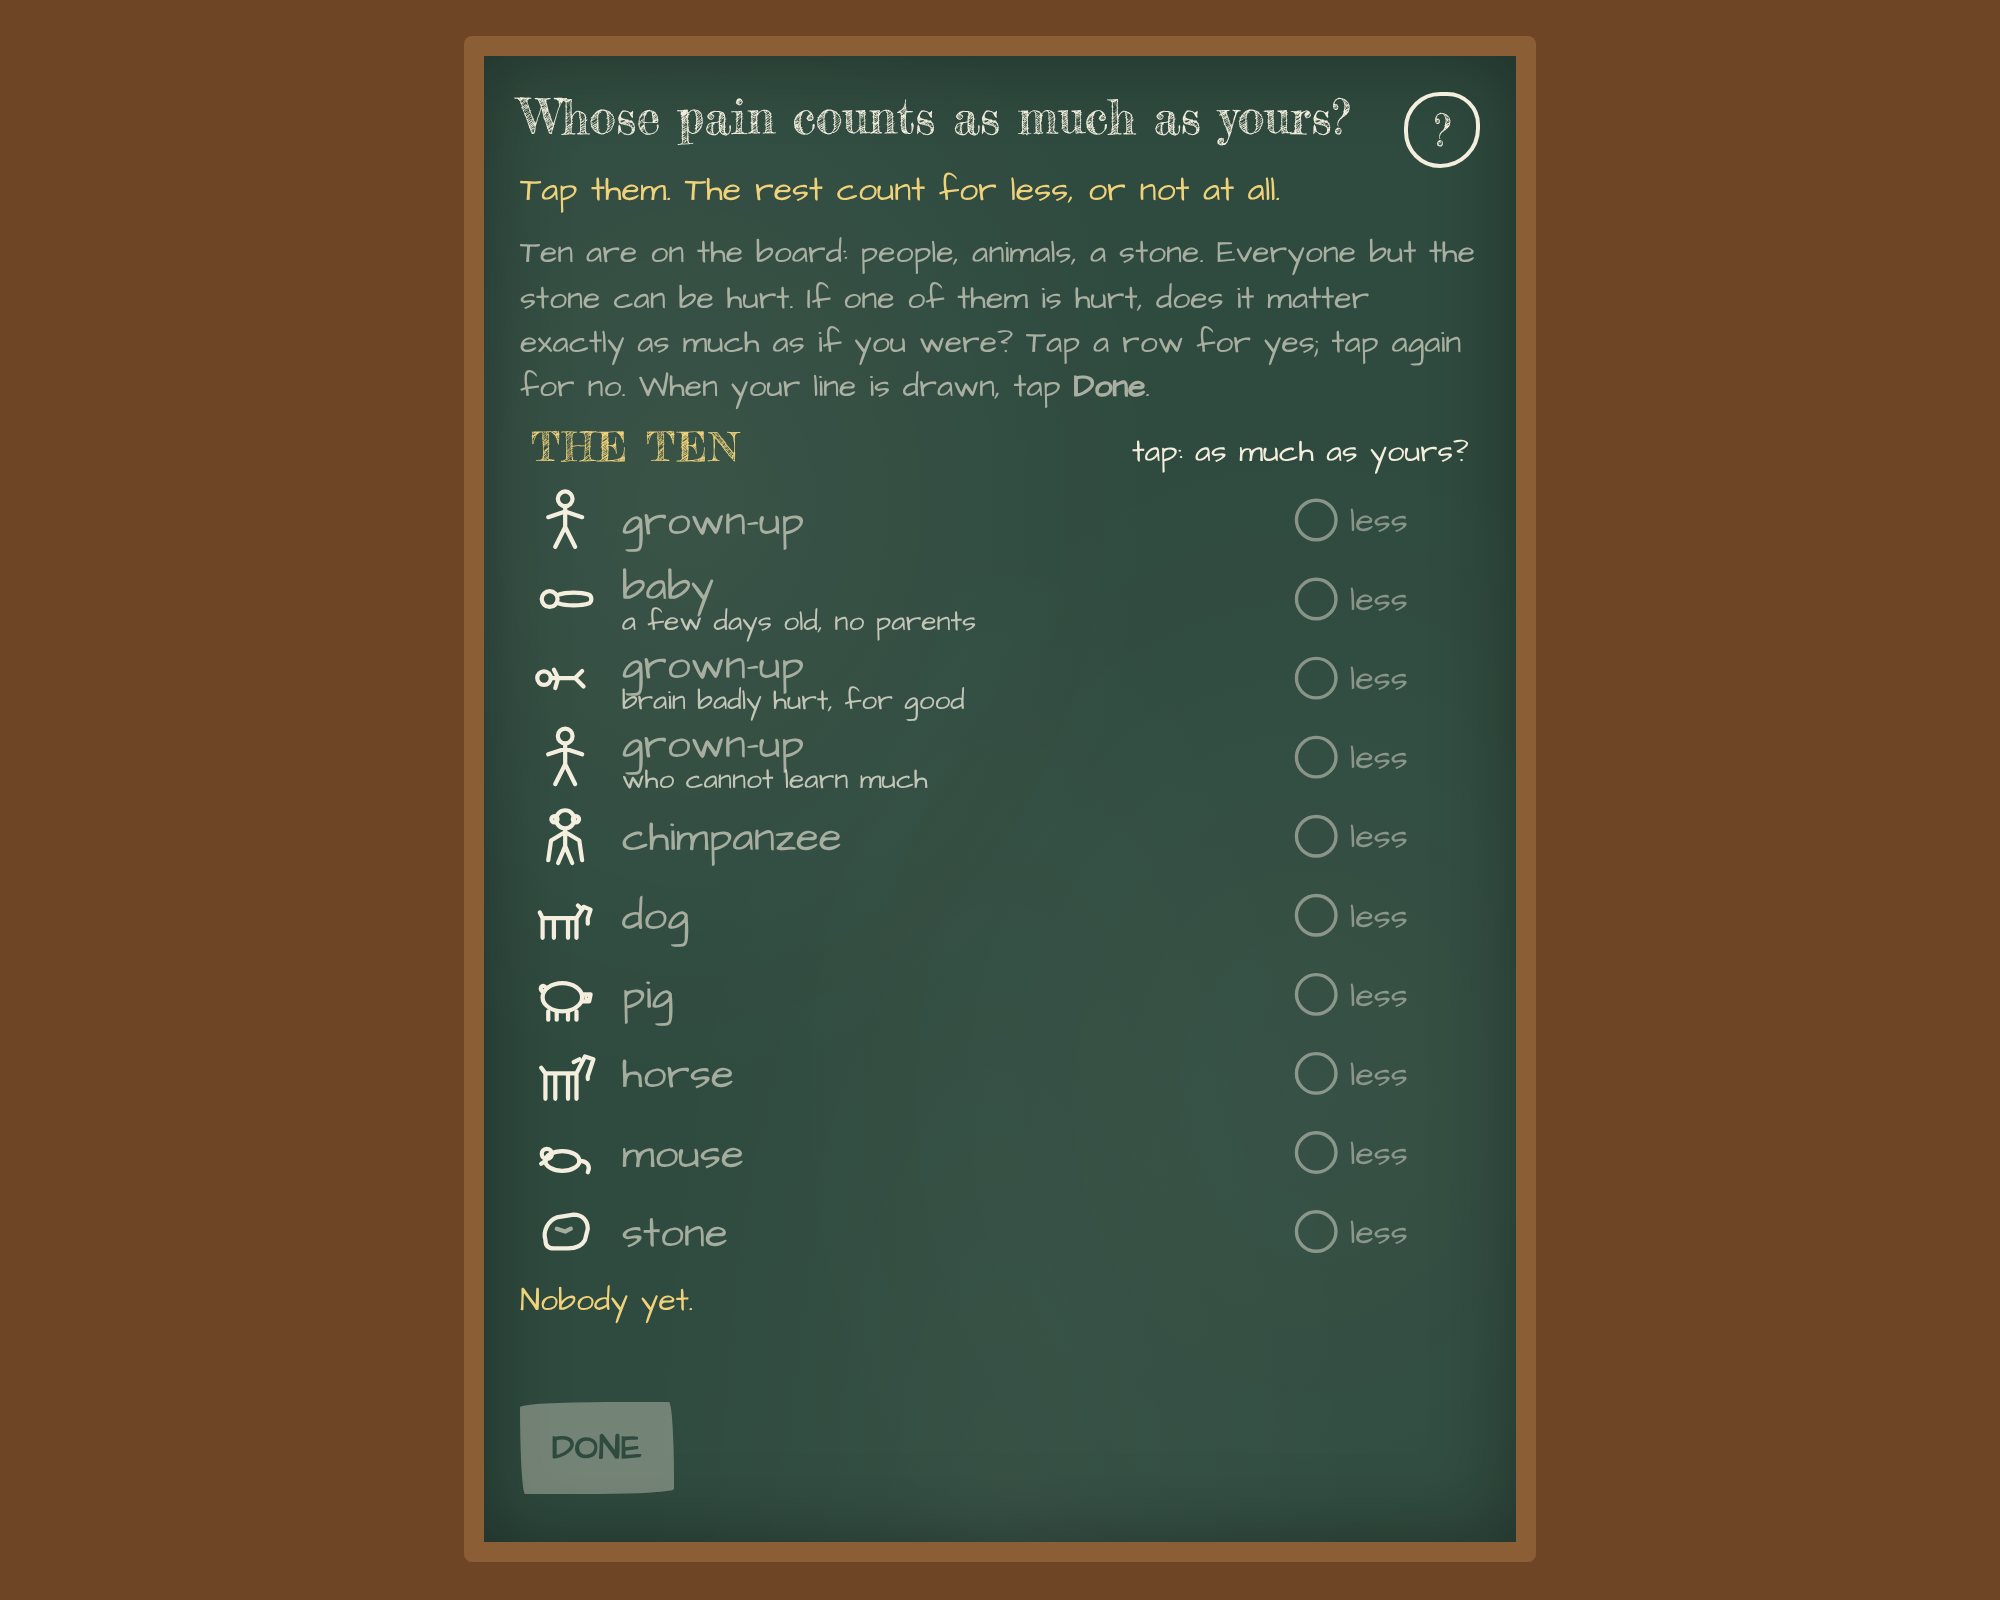 Whose pain counts as much as yours?
?
Tap them. The rest count for less, or not at all.
Ten are on the board: people, animals, a stone. Everyone but the
stone can be hurt. If one of them is hurt, does it matter
exactly as much as if you were? Tap a row for yes; tap again
for no. When your line is drawn, tap Done.
THE TEN
tap: as much as yours?
grown-up
less
baby
a few days old, no parents
less
grown-up
brain badly hurt, for good
less
grown-up
who cannot learn much
less
chimpanzee
less
dog
less
pig
less
horse
less
mouse
less
stone
less
Nobody yet.
DONE